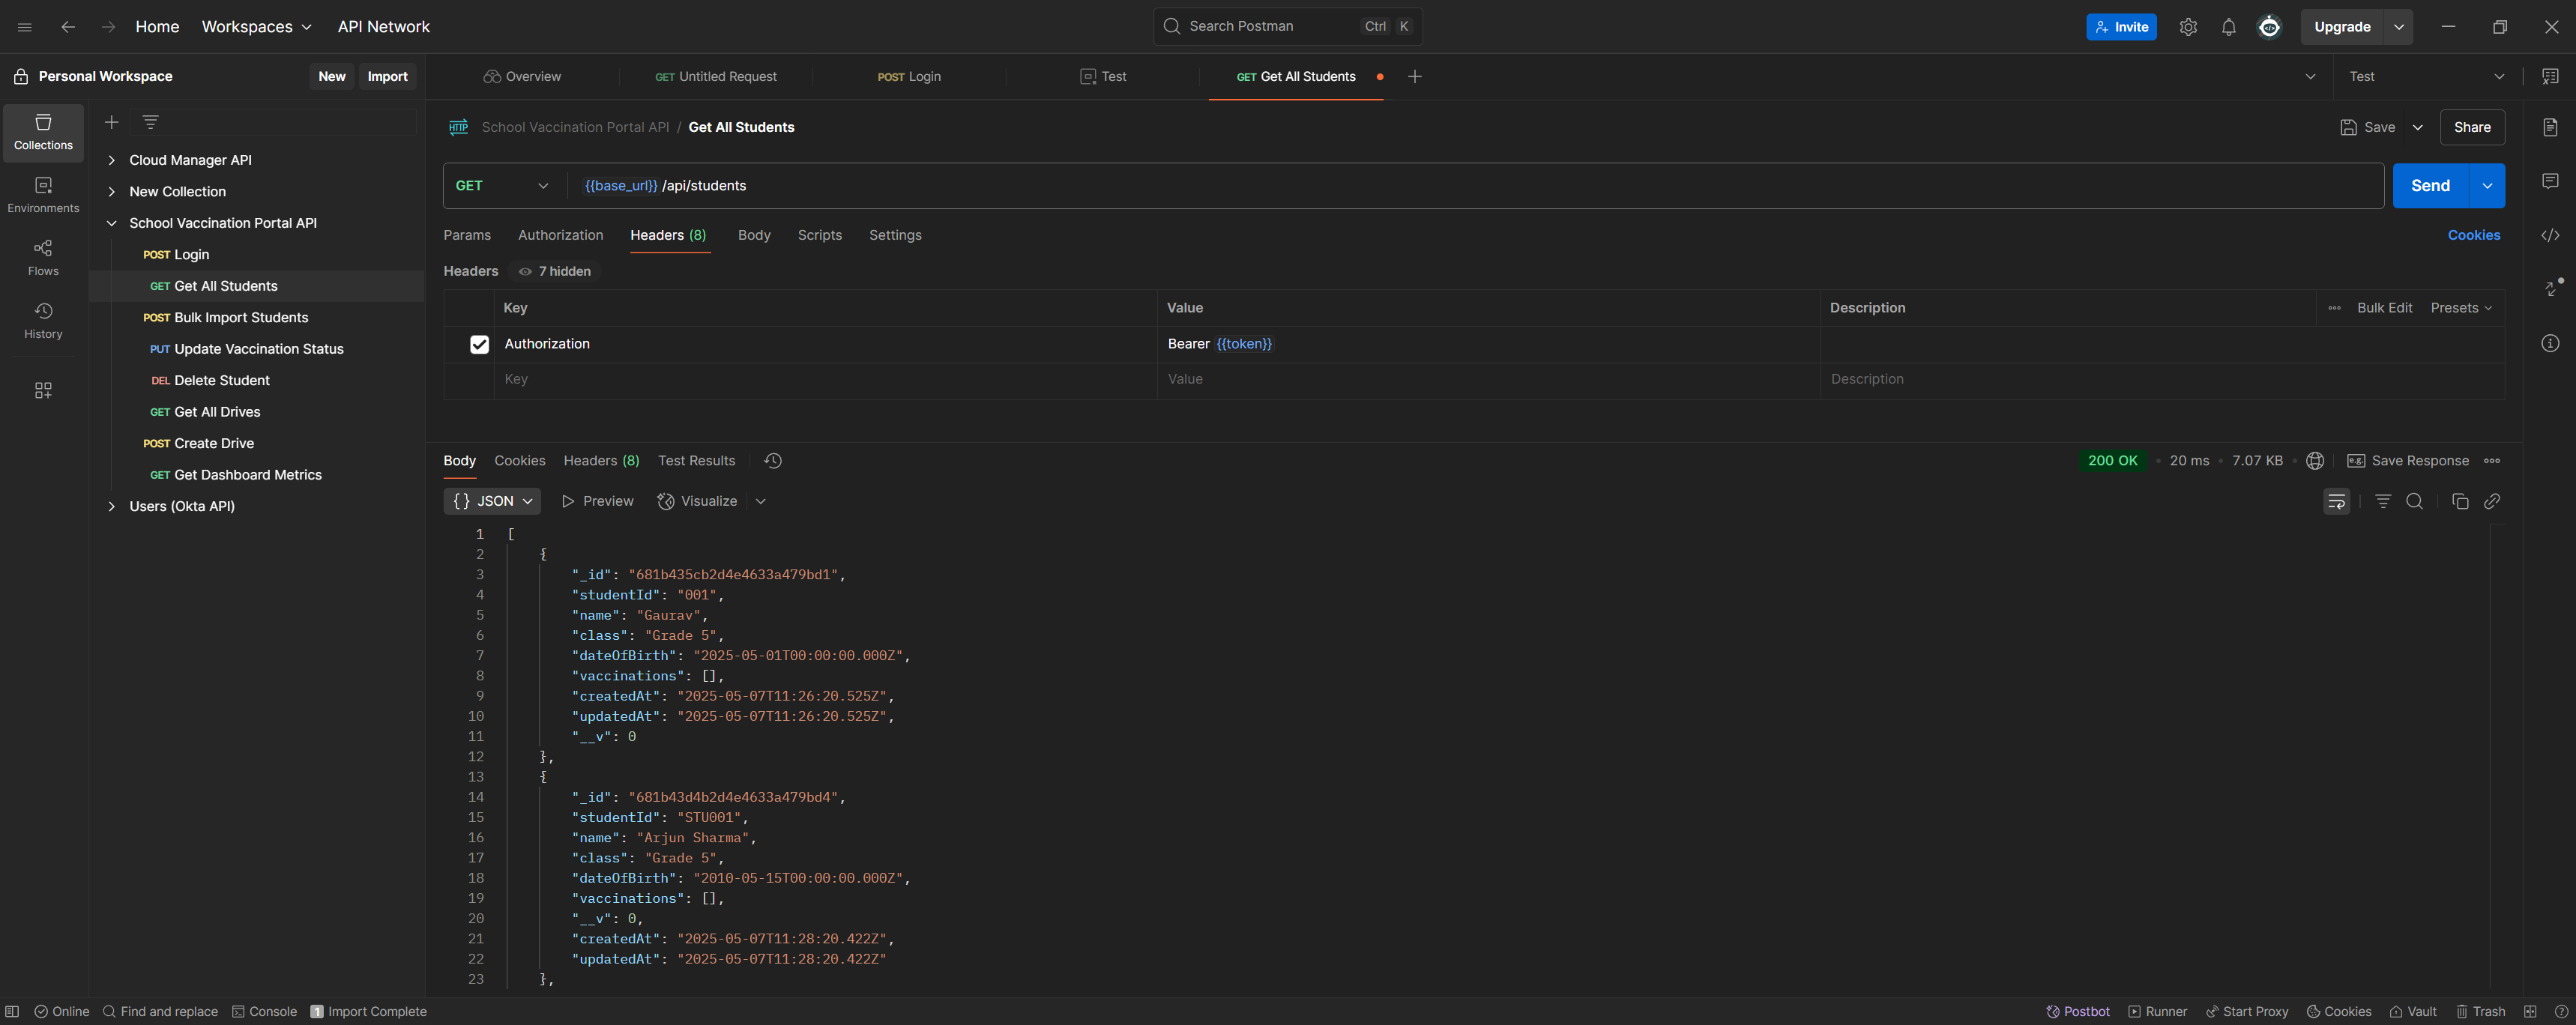 Home Workspaces API Network Search Postman Ctrl K Invite Upgrade
Personal Workspace New Import Overview GET Untitled Request POST Login Test GET Get All Students Test
Collections
Environments
Flows
History
Cloud Manager API
New Collection
School Vaccination Portal API
POST Login
GET Get All Students
POST Bulk Import Students
PUT Update Vaccination Status
DEL Delete Student
GET Get All Drives
POST Create Drive
GET Get Dashboard Metrics
Users (Okta API)
HTTP School Vaccination Portal API / Get All Students Save Share
GET {{base_url}} /api/students Send
Params Authorization Headers (8) Body Scripts Settings Cookies
Headers 7 hidden
Key Value Description Bulk Edit Presets
Authorization Bearer {{token}}
Key Value Description
Body Cookies Headers (8) Test Results 200 OK 20 ms 7.07 KB e.g. Save Response
{} JSON Preview Visualize
1 [
2 {
3 "_id": "681b435cb2d4e4633a479bd1",
4 "studentId": "001",
5 "name": "Gaurav",
6 "class": "Grade 5",
7 "dateOfBirth": "2025-05-01T00:00:00.000Z",
8 "vaccinations": [],
9 "createdAt": "2025-05-07T11:26:20.525Z",
10 "updatedAt": "2025-05-07T11:26:20.525Z",
11 "__v": 0
12 },
13 {
14 "_id": "681b43d4b2d4e4633a479bd4",
15 "studentId": "STU001",
16 "name": "Arjun Sharma",
17 "class": "Grade 5",
18 "dateOfBirth": "2010-05-15T00:00:00.000Z",
19 "vaccinations": [],
20 "__v": 0,
21 "createdAt": "2025-05-07T11:28:20.422Z",
22 "updatedAt": "2025-05-07T11:28:20.422Z"
23 },
Online Find and replace Console 1 Import Complete Postbot Runner Start Proxy Cookies Vault Trash